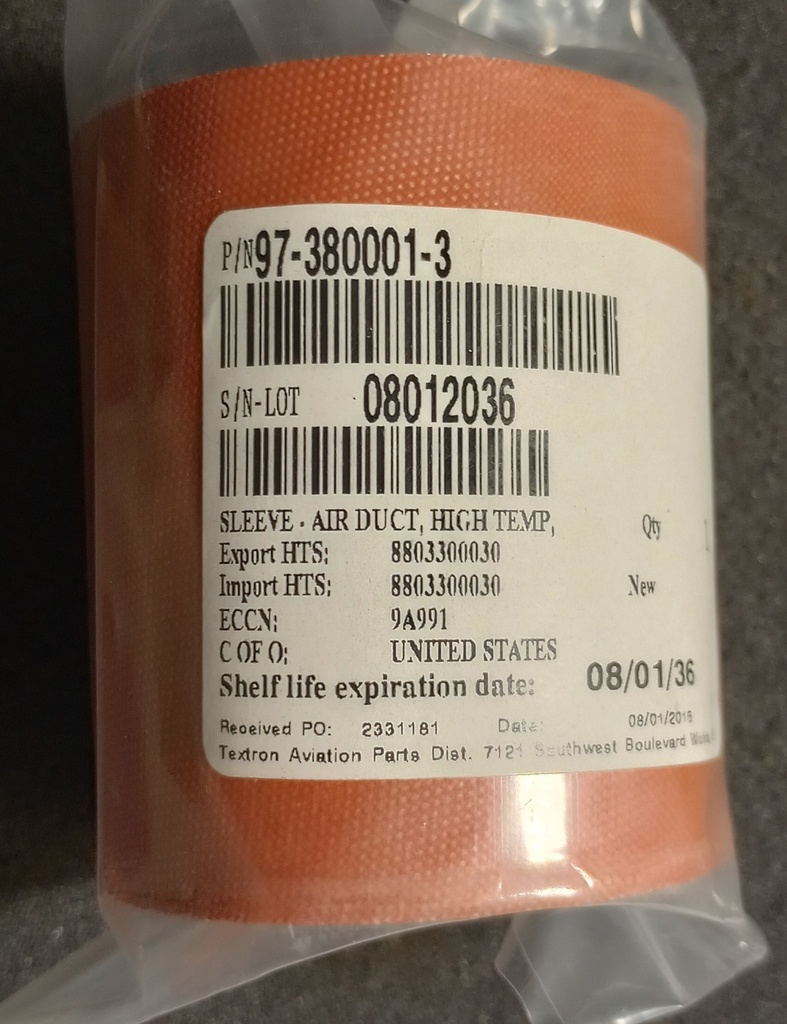 P/N 97-380001-3
S/N-LOT 08012036
SLEEVE - AIR DUCT, HIGH TEMP, Qty 1
Export HTS: 8803300030
Import HTS: 8803300030 New
ECCN: 9A991
C OF O: UNITED STATES
Shelf life expiration date: 08/01/36
Received PO: 2331181 Date: 08/01/2016
Textron Aviation Parts Dist. 7121 Southwest Boulevard